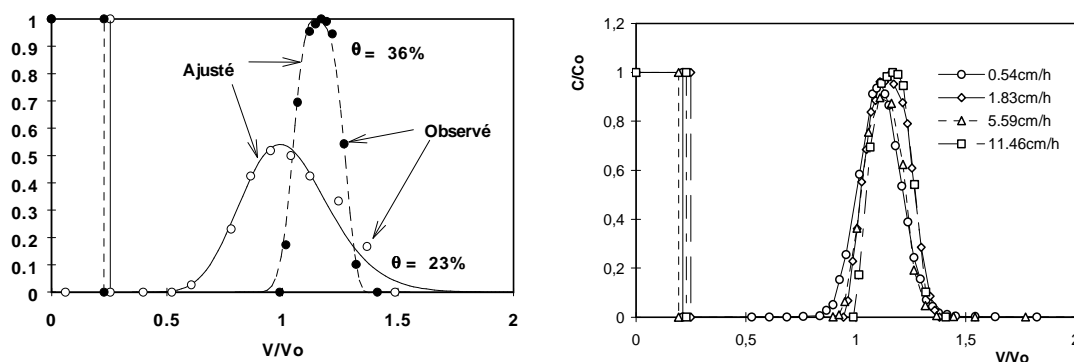 1
0.9
0.8
0.7
0.6
0.5
0.4
0.3
0.2
0.1
0
0 0.5 1 1.5 2
V/Vo
Ajusté
θ = 36%
Observé
θ = 23%
C/Co
1,2
1
0,8
0,6
0,4
0,2
0
0 0,5 1 1,5 2
V/Vo
0.54cm/h
1.83cm/h
5.59cm/h
11.46cm/h